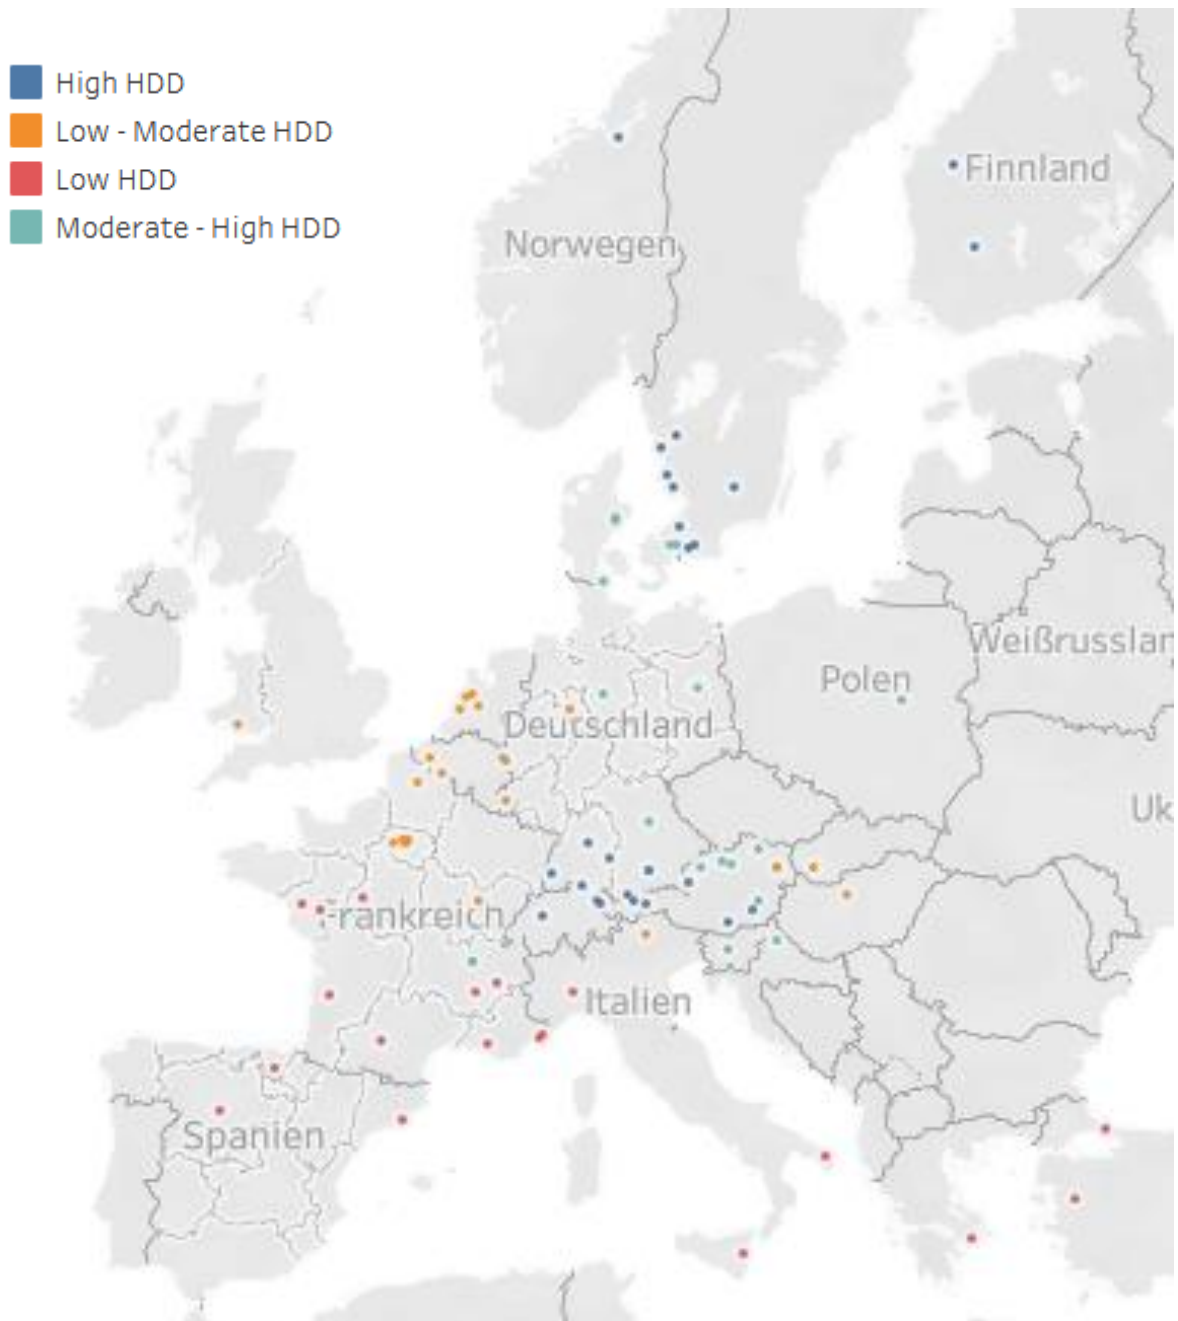 High HDD
Low - Moderate HDD
Low HDD
Moderate - High HDD
Finnland
Norwegen
Weißrusslan
Polen
Deutschland
Uk
Frankreich
Italien
Spanien